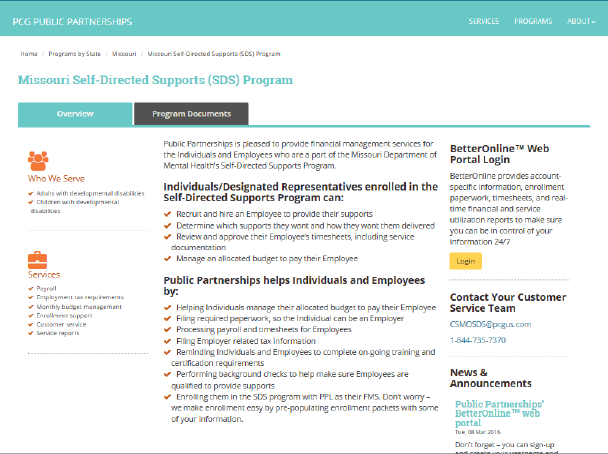 PCG PUBLIC PARTNERSHIPS
SERVICES PROGRAMS ABOUT
Home / Programs by State / Missouri / Missouri Self-Directed Supports (SDS) Program
Missouri Self-Directed Supports (SDS) Program
Overview
Program Documents
Who We Serve
Adults with developmental disabilities
Children with developmental
disabilities
Services
Payroll
Employment tax requirements
Monthly budget management
Enrollment support
Customer service
Service reports
Public Partnerships is pleased to provide financial management services for
the Individuals and Employees who are a part of the Missouri Department of
Mental Health's Self-Directed Supports Program.
Individuals/Designated Representatives enrolled in the
Self-Directed Supports Program can:
Recruit and hire an Employee to provide their supports
Determine which supports they want and how they want them delivered
Review and approve their Employee's timesheets, including service
documentation
Manage an allocated budget to pay their Employee
Public Partnerships helps Individuals and Employees
by:
Helping Individuals manage their allocated budget to pay their Employee
Filing required paperwork, so the Individual can be an Employer
Processing payroll and timesheets for Employees
Filing Employer related tax information
Reminding Individuals and Employees to complete on-going training and
certification requirements
Performing background checks to help make sure Employees are
qualified to provide supports
Enrolling them in the SDS program with PPL as their FMS. Don't worry –
we make enrollment easy by pre-populating enrollment packets with some
of your information.
BetterOnline™ Web
Portal Login
BetterOnline provides account-
specific information, enrollment
paperwork, timesheets, and real-
time financial and service
utilization reports to make sure
you can be in control of your
information 24/7
Login
Contact Your Customer
Service Team
CSMOSDS@pcgus.com
1-844-735-7370
News &
Announcements
Public Partnerships'
BetterOnline™ web
portal
Tue, 08 Mar 2016
Don't forget – you can sign-up
and create your username and